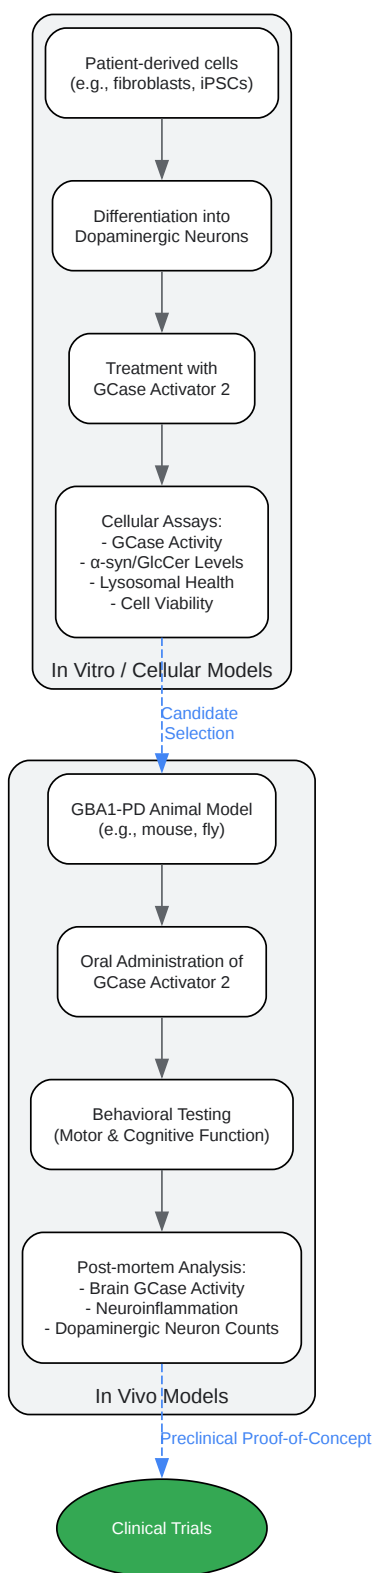 Patient-derived cells
(e.g., fibroblasts, iPSCs)
Differentiation into
Dopaminergic Neurons
Treatment with
GCase Activator 2
Cellular Assays:
- GCase Activity
- α-syn/GlcCer Levels
- Lysosomal Health
- Cell Viability
In Vitro / Cellular Models
Candidate
Selection
GBA1-PD Animal Model
(e.g., mouse, fly)
Oral Administration of
GCase Activator 2
Behavioral Testing
(Motor & Cognitive Function)
Post-mortem Analysis:
- Brain GCase Activity
- Neuroinflammation
- Dopaminergic Neuron Counts
In Vivo Models
Preclinical Proof-of-Concept
Clinical Trials